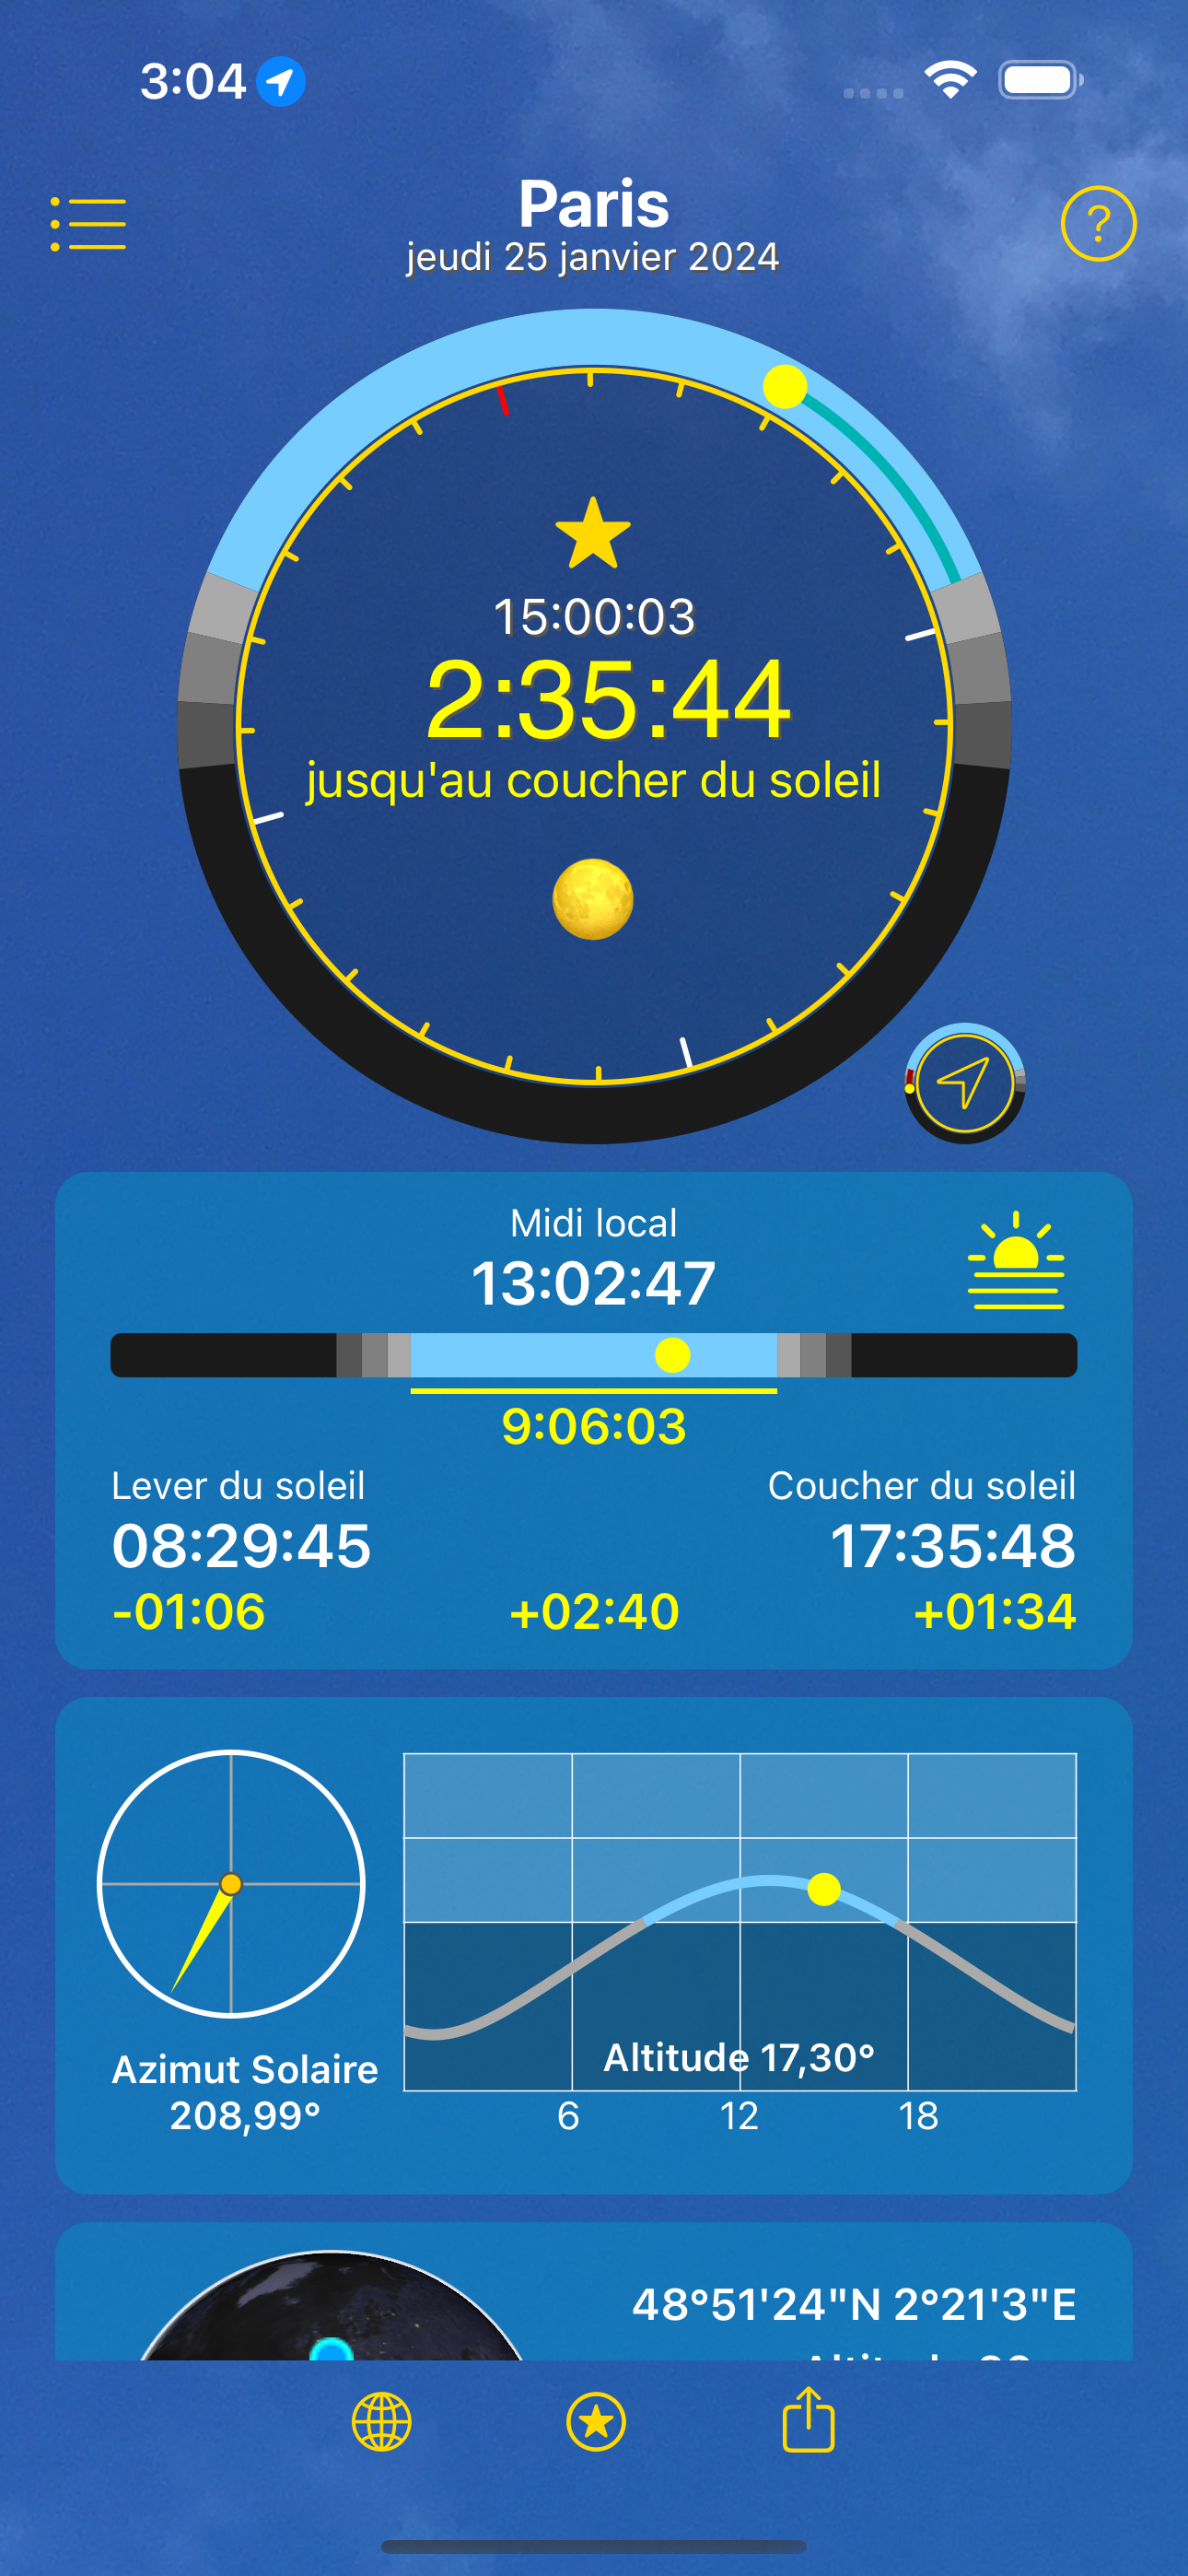 3:04
Paris
jeudi 25 janvier 2024
?
15:00:03
2:35:44
jusqu'au coucher du soleil
Midi local
13:02:47
9:06:03
Lever du soleil Coucher du soleil
08:29:45 17:35:48
-01:06 +02:40 +01:34
Altitude 17,30°
6 12 18
Azimut Solaire
208,99°
48°51'24"N 2°21'3"E